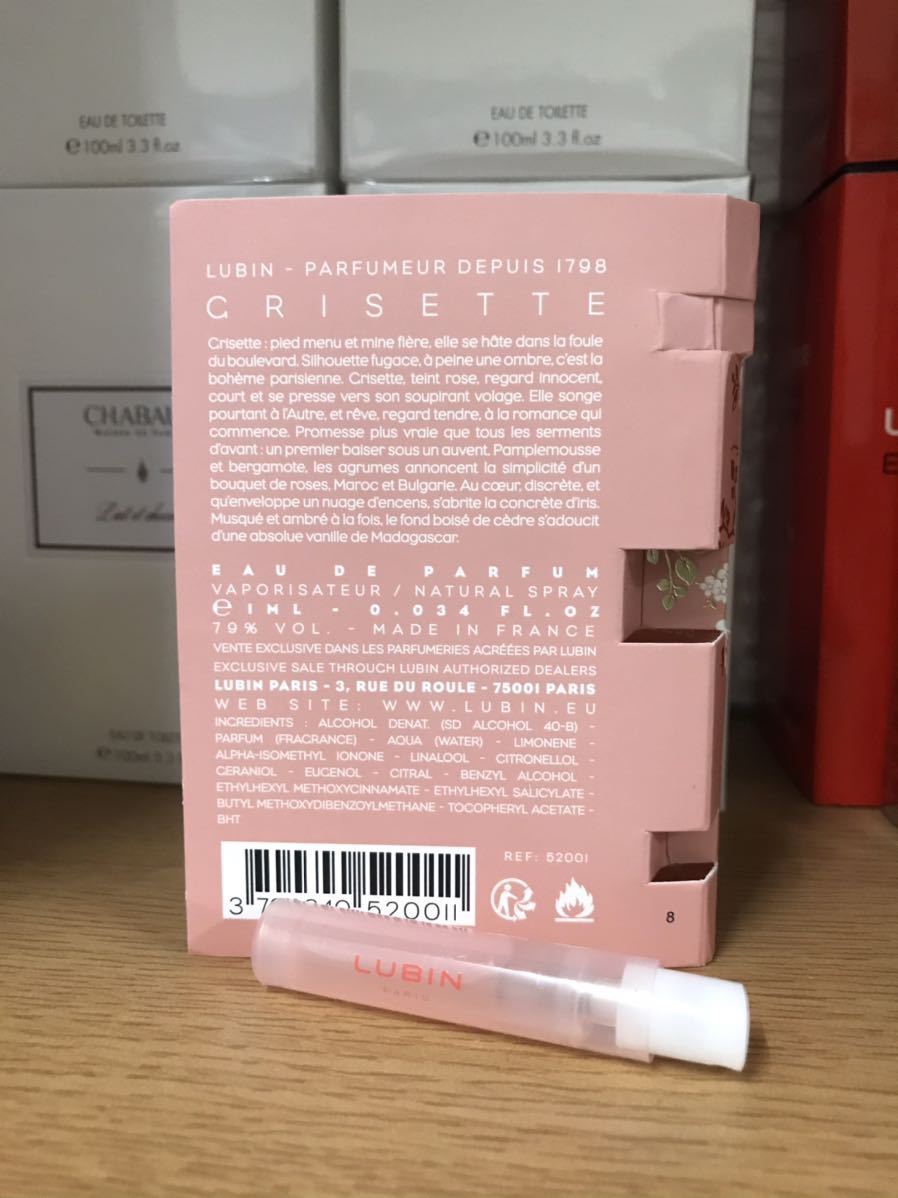 EAU DE TOILETTE
℮100ml 3.3 fl.oz
EAU DE TOILETTE
℮100ml 3.3 fl.oz
CHABAU
LUBIN - PARFUMEUR DEPUIS 1798
GRISETTE
Grisette : pied menu et mine fière, elle se hâte dans la foule
du boulevard. Silhouette fugace, à peine une ombre, c'est la
bohème parisienne. Grisette, teint rose, regard innocent,
court et se presse vers son soupirant volage. Elle songe
pourtant à l'Autre, et rêve, regard tendre, à la romance qui
commence. Promesse plus vraie que tous les serments
d'avant : un premier baiser sous un auvent. Pamplemousse
et bergamote, les agrumes annoncent la simplicité d'un
bouquet de roses, Maroc et Bulgarie. Au cœur, discrète, et
qu'enveloppe un nuage d'encens, s'abrite la concrète d'iris.
Musqué et ambré à la fois, le fond boisé de cèdre s'adoucit
d'une absolue vanille de Madagascar.
EAU DE PARFUM
VAPORISATEUR / NATURAL SPRAY
℮ 1ML - 0.034 FL.OZ
79% VOL. - MADE IN FRANCE
VENTE EXCLUSIVE DANS LES PARFUMERIES AGRÉÉES PAR LUBIN
EXCLUSIVE SALE THROUGH LUBIN AUTHORIZED DEALERS
LUBIN PARIS - 3, RUE DU ROULE - 75001 PARIS
WEB SITE: WWW.LUBIN.EU
INGREDIENTS : ALCOHOL DENAT. (SD ALCOHOL 40-B) -
PARFUM (FRAGRANCE) - AQUA (WATER) - LIMONENE -
ALPHA-ISOMETHYL IONONE - LINALOOL - CITRONELLOL -
GERANIOL - EUGENOL - CITRAL - BENZYL ALCOHOL -
ETHYLHEXYL METHOXYCINNAMATE - ETHYLHEXYL SALICYLATE -
BUTYL METHOXYDIBENZOYLMETHANE - TOCOPHERYL ACETATE -
BHT
REF: 52001
520011
8
LUBIN
PARIS